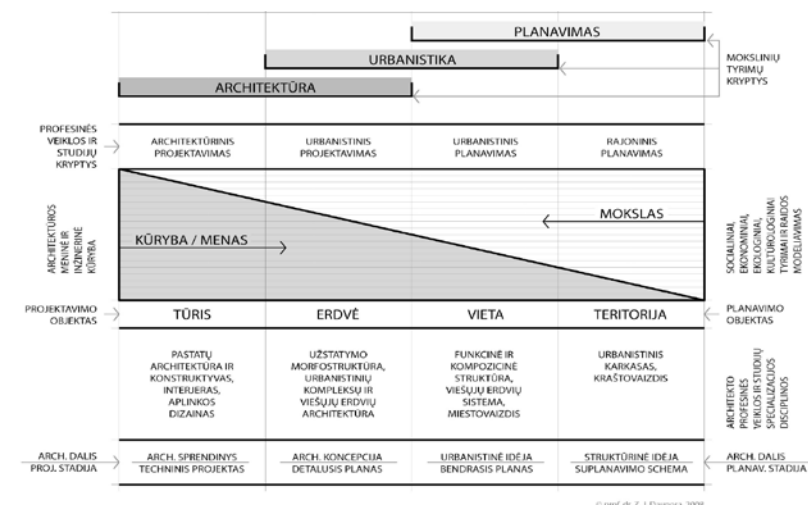 PLANAVIMAS
URBANISTIKA
ARCHITEKTŪRA
MOKSLINIŲ
TYRIMŲ
KRYPTYS
PROFESINĖS
VEIKLOS IR
STUDIJŲ
KRYPTYS
ARCHITEKTŪRINIS
PROJEKTAVIMAS
URBANISTINIS
PROJEKTAVIMAS
URBANISTINIS
PLANAVIMAS
RAJONINIS
PLANAVIMAS
ARCHITEKTŪROS
MENINĖ IR
INŽINERINĖ
KŪRYBA
KŪRYBA / MENAS
MOKSLAS
SOCIALINIAI,
EKONOMINIAI,
EKOLOGINIAI,
KULTUROLOGINIAI
TYRIMAI IR RAIDOS
MODELIAVIMAS
PROJEKTAVIMO
OBJEKTAS
TŪRIS
ERDVĖ
VIETA
TERITORIJA
PLANAVIMO
OBJEKTAS
PASTATŲ
ARCHITEKTŪRA IR
KONSTRUKTYVAS,
INTERJERAS,
APLINKOS
DIZAINAS
UŽSTATYMO
MORFOSTRUKTŪRA,
URBANISTINIŲ
KOMPLEKSŲ IR
VIEŠŲJŲ ERDVIŲ
ARCHITEKTŪRA
FUNKCINĖ IR
KOMPOZICINĖ
STRUKTŪRA,
VIEŠŲJŲ ERDVIŲ
SISTEMA,
MIESTOVAIZDIS
URBANISTINIS
KARKASAS,
KRAŠTOVAIZDIS
ARCHITEKTO
PROFESINĖS
VEIKLOS IR STUDIJŲ
SPECIALIZACIJOS
DISCIPLINOS
ARCH. DALIS
PROJ. STADIJA
ARCH. SPRENDINYS
TECHNINIS PROJEKTAS
ARCH. KONCEPCIJA
DETALUSIS PLANAS
URBANISTINĖ IDĖJA
BENDRASIS PLANAS
STRUKTŪRINĖ IDĖJA
SUPLANAVIMO SCHEMA
ARCH. DALIS
PLANAV. STADIJA
© prof. dr. Z. J. Daunora, 2008